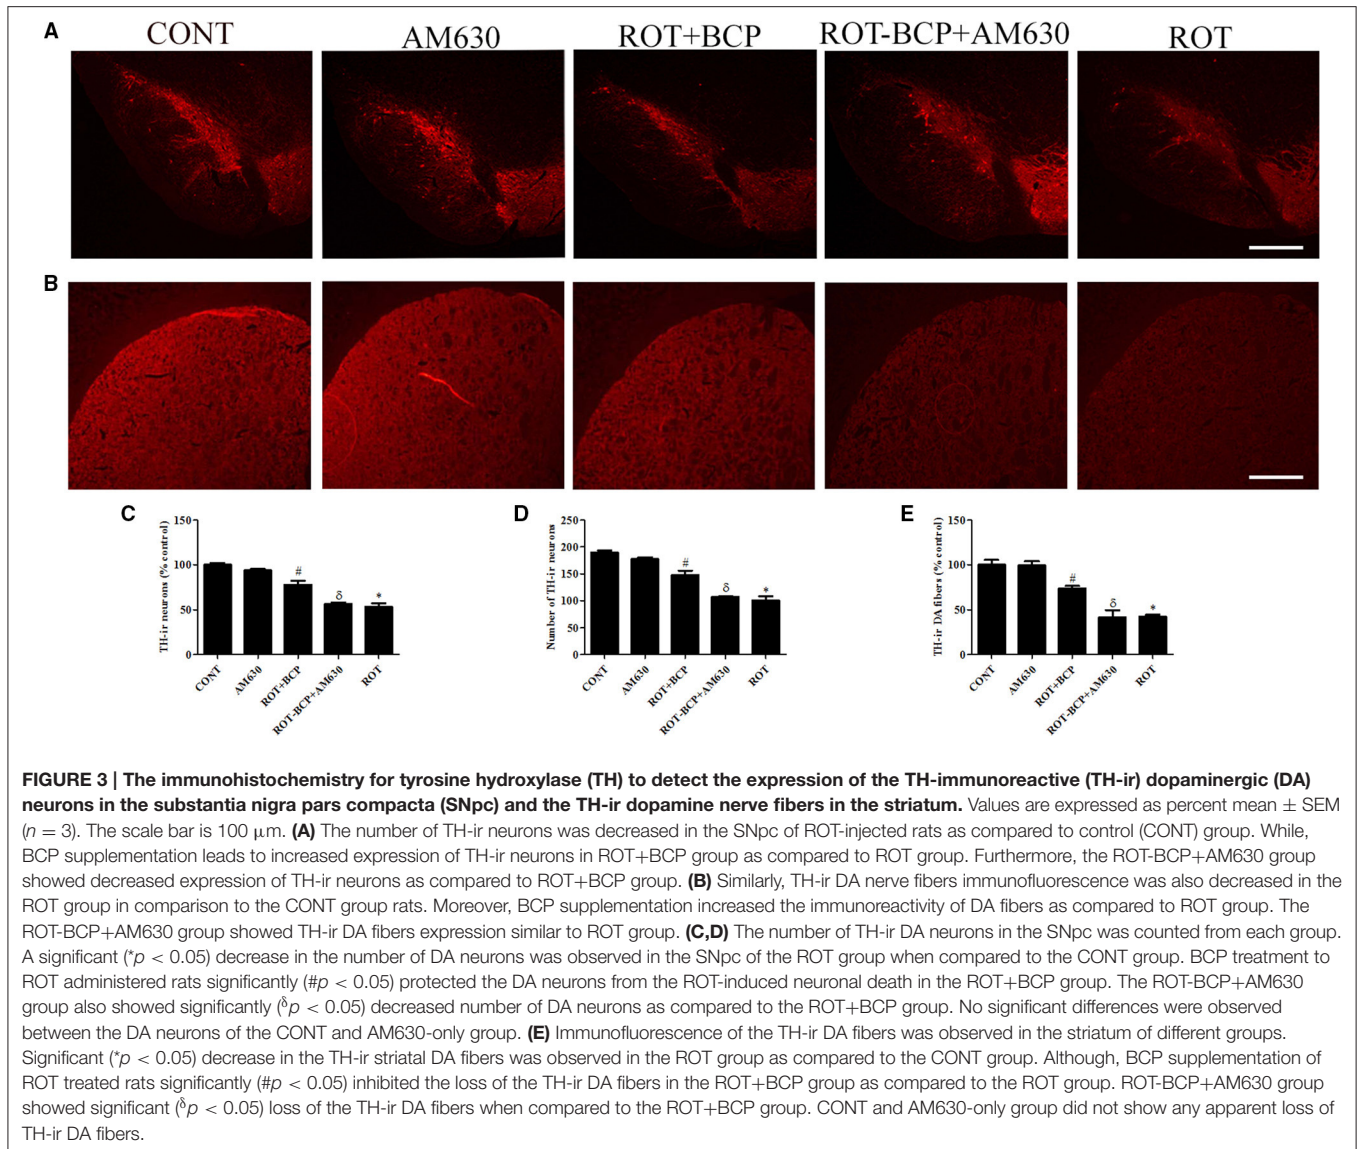 A
CONT
AM630
ROT+BCP
ROT-BCP+AM630
ROT
B
C
TH-ir neurons (% control)
150
100
50
0
#
δ
*
CONT
AM630
ROT+BCP
ROT-BCP+AM630
ROT
D
Number of TH-ir neurons
250
200
150
100
50
0
#
δ
*
CONT
AM630
ROT+BCP
ROT-BCP+AM630
ROT
E
TH-ir DA fibers (% control)
150
100
50
0
#
δ
*
CONT
AM630
ROT+BCP
ROT-BCP+AM630
ROT
FIGURE 3 | The immunohistochemistry for tyrosine hydroxylase (TH) to detect the expression of the TH-immunoreactive (TH-ir) dopaminergic (DA)
neurons in the substantia nigra pars compacta (SNpc) and the TH-ir dopamine nerve fibers in the striatum. Values are expressed as percent mean ± SEM
(n = 3). The scale bar is 100 μm. (A) The number of TH-ir neurons was decreased in the SNpc of ROT-injected rats as compared to control (CONT) group. While,
BCP supplementation leads to increased expression of TH-ir neurons in ROT+BCP group as compared to ROT group. Furthermore, the ROT-BCP+AM630 group
showed decreased expression of TH-ir neurons as compared to ROT+BCP group. (B) Similarly, TH-ir DA nerve fibers immunofluorescence was also decreased in the
ROT group in comparison to the CONT group rats. Moreover, BCP supplementation increased the immunoreactivity of DA fibers as compared to ROT group. The
ROT-BCP+AM630 group showed TH-ir DA fibers expression similar to ROT group. (C,D) The number of TH-ir DA neurons in the SNpc was counted from each group.
A significant (*p < 0.05) decrease in the number of DA neurons was observed in the SNpc of the ROT group when compared to the CONT group. BCP treatment to
ROT administered rats significantly (#p < 0.05) protected the DA neurons from the ROT-induced neuronal death in the ROT+BCP group. The ROT-BCP+AM630
group also showed significantly (δp < 0.05) decreased number of DA neurons as compared to the ROT+BCP group. No significant differences were observed
between the DA neurons of the CONT and AM630-only group. (E) Immunofluorescence of the TH-ir DA fibers was observed in the striatum of different groups.
Significant (*p < 0.05) decrease in the TH-ir striatal DA fibers was observed in the ROT group as compared to the CONT group. Although, BCP supplementation of
ROT treated rats significantly (#p < 0.05) inhibited the loss of the TH-ir DA fibers in the ROT+BCP group as compared to the ROT group. ROT-BCP+AM630 group
showed significant (δp < 0.05) loss of the TH-ir DA fibers when compared to the ROT+BCP group. CONT and AM630-only group did not show any apparent loss of
TH-ir DA fibers.